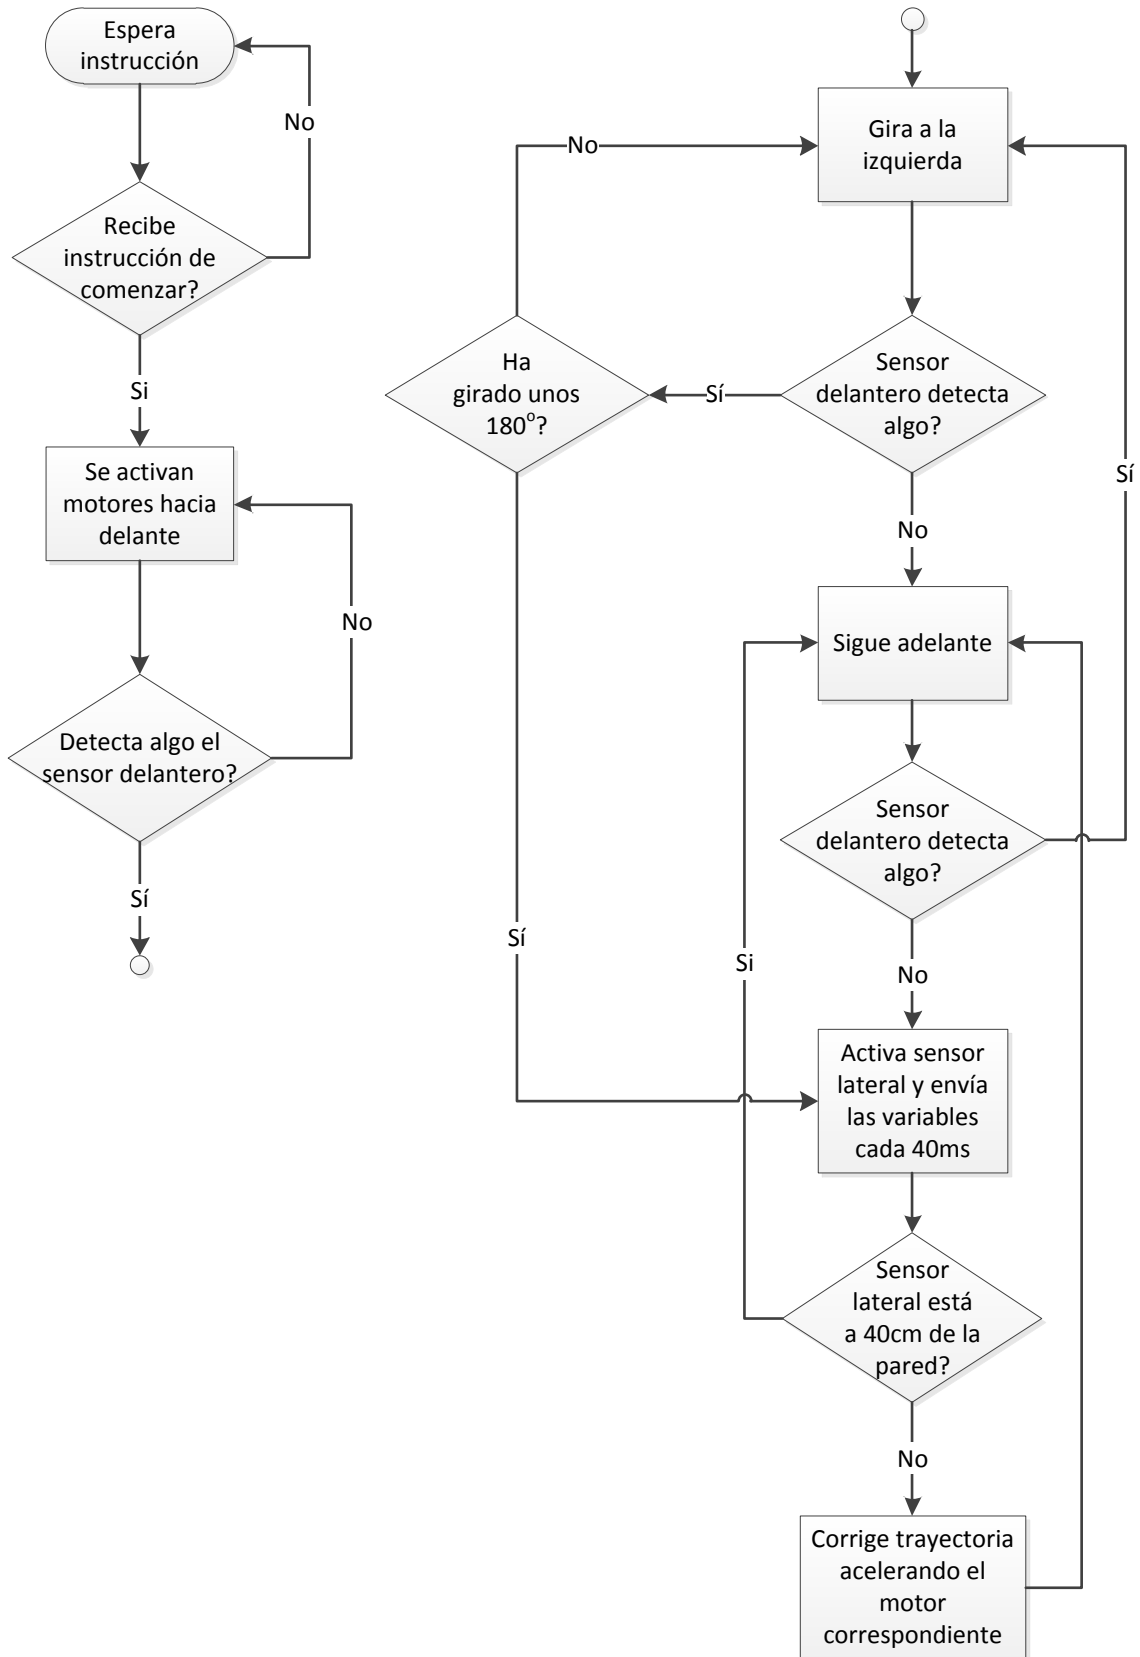 Espera
instrucción
No
Recibe
instrucción de
comenzar?
Si
Se activan
motores hacia
delante
No
Detecta algo el
sensor delantero?
Sí
Gira a la
izquierda
No
Ha
girado unos
180º?
Sí
Sensor
delantero detecta
algo?
Sí
No
Sigue adelante
Sensor
delantero detecta
algo?
Sí
Si
No
Activa sensor
lateral y envía
las variables
cada 40ms
Sensor
lateral está
a 40cm de la
pared?
No
Corrige trayectoria
acelerando el
motor
correspondiente